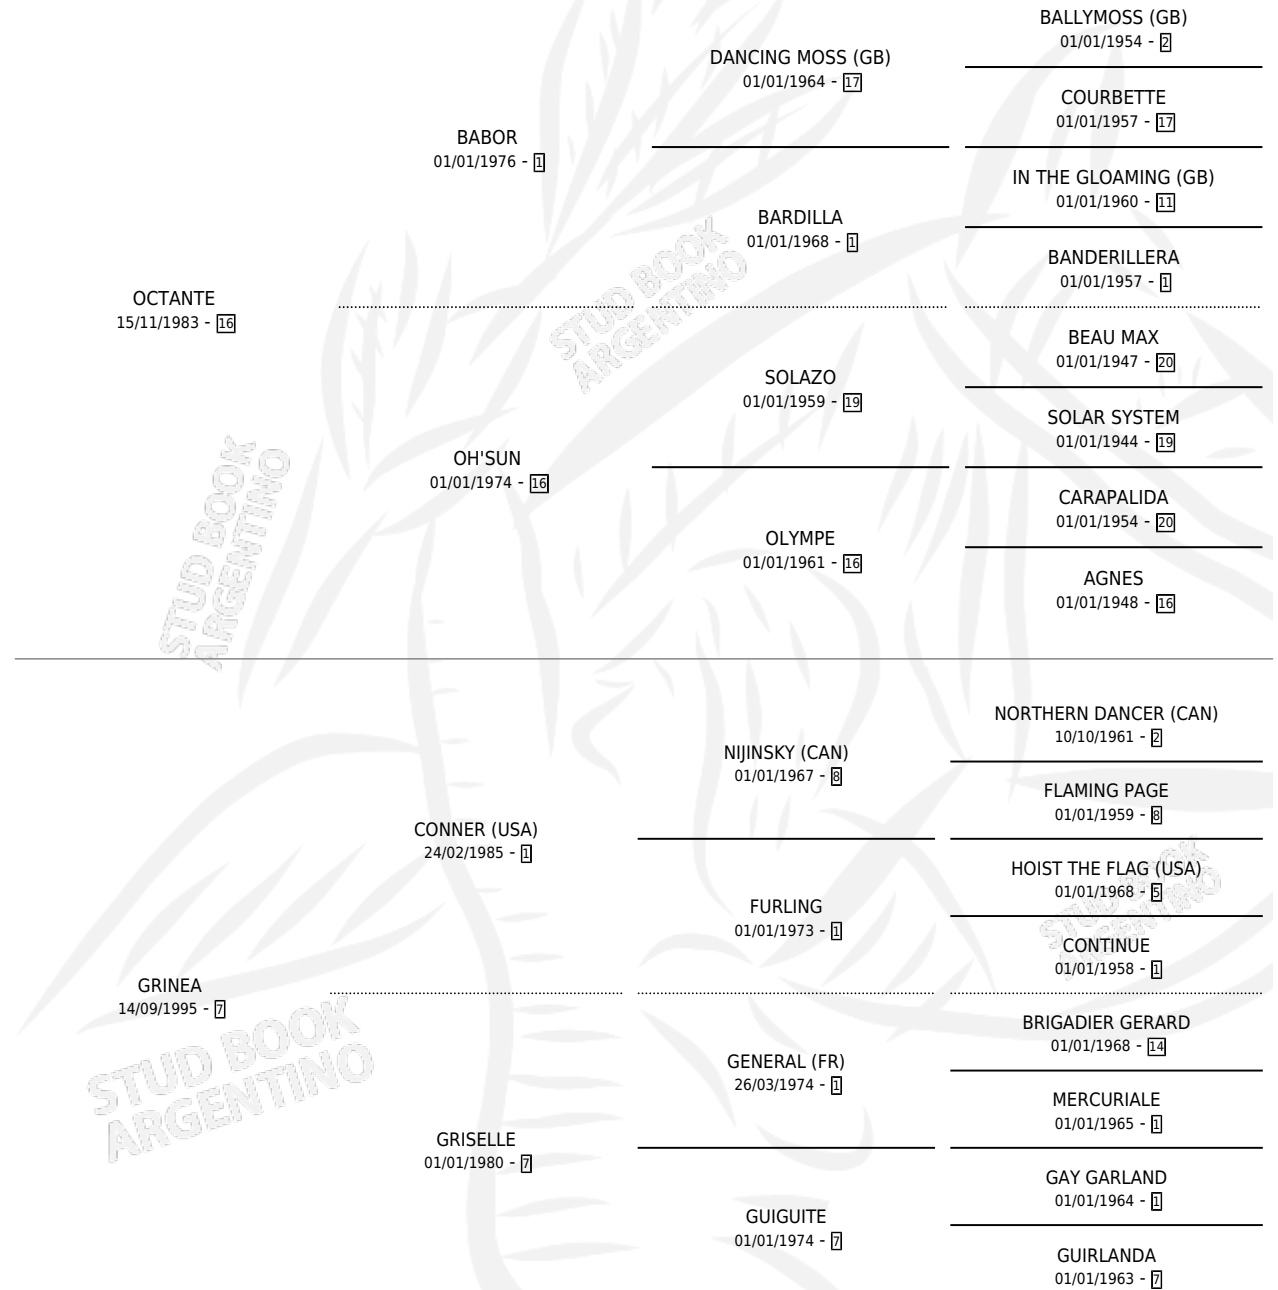 BALLYMOSS (GB)
01/01/1954 - 2
DANCING MOSS (GB)
01/01/1964 - 17
COURBETTE
01/01/1957 - 17
BABOR
01/01/1976 - 1
IN THE GLOAMING (GB)
01/01/1960 - 11
BARDILLA
01/01/1968 - 1
BANDERILLERA
01/01/1957 - 1
OCTANTE
15/11/1983 - 16
BEAU MAX
01/01/1947 - 20
SOLAZO
01/01/1959 - 19
SOLAR SYSTEM
01/01/1944 - 19
OH'SUN
01/01/1974 - 16
CARAPALIDA
01/01/1954 - 20
OLYMPE
01/01/1961 - 16
AGNES
01/01/1948 - 16
STUD BOOK
ARGENTINO
STUD BOOK
ARGENTINO
NORTHERN DANCER (CAN)
10/10/1961 - 2
NIJINSKY (CAN)
01/01/1967 - 8
FLAMING PAGE
01/01/1959 - 8
CONNER (USA)
24/02/1985 - 1
HOIST THE FLAG (USA)
01/01/1968 - 5
FURLING
01/01/1973 - 1
CONTINUE
01/01/1958 - 1
STUD BOOK
ARGENTINO
GRINEA
14/09/1995 - 7
BRIGADIER GERARD
01/01/1968 - 14
GENERAL (FR)
26/03/1974 - 1
MERCURIALE
01/01/1965 - 1
GRISELLE
01/01/1980 - 7
GAY GARLAND
01/01/1964 - 1
GUIGUITE
01/01/1974 - 7
GUIRLANDA
01/01/1963 - 7
STUD BOOK
ARGENTINO